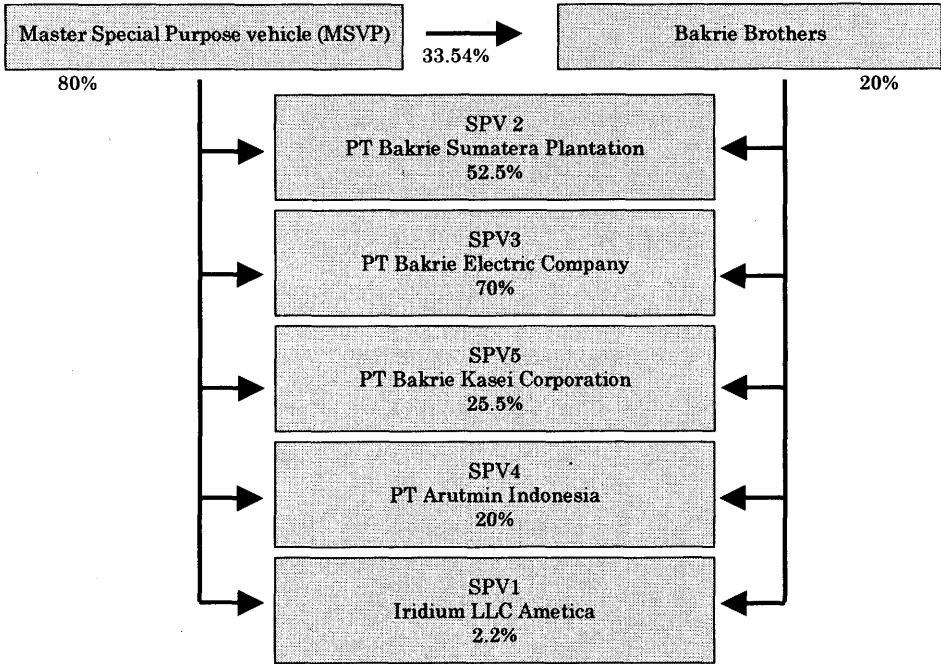 Master Special Purpose vehicle (MSVP)
Bakrie Brothers
33.54%
80%
20%
SPV 2
PT Bakrie Sumatera Plantation
52.5%
SPV3
PT Bakrie Electric Company
70%
SPV5
PT Bakrie Kasei Corporation
25.5%
SPV4
PT Arutmin Indonesia
20%
SPV1
Iridium LLC Ametica
2.2%